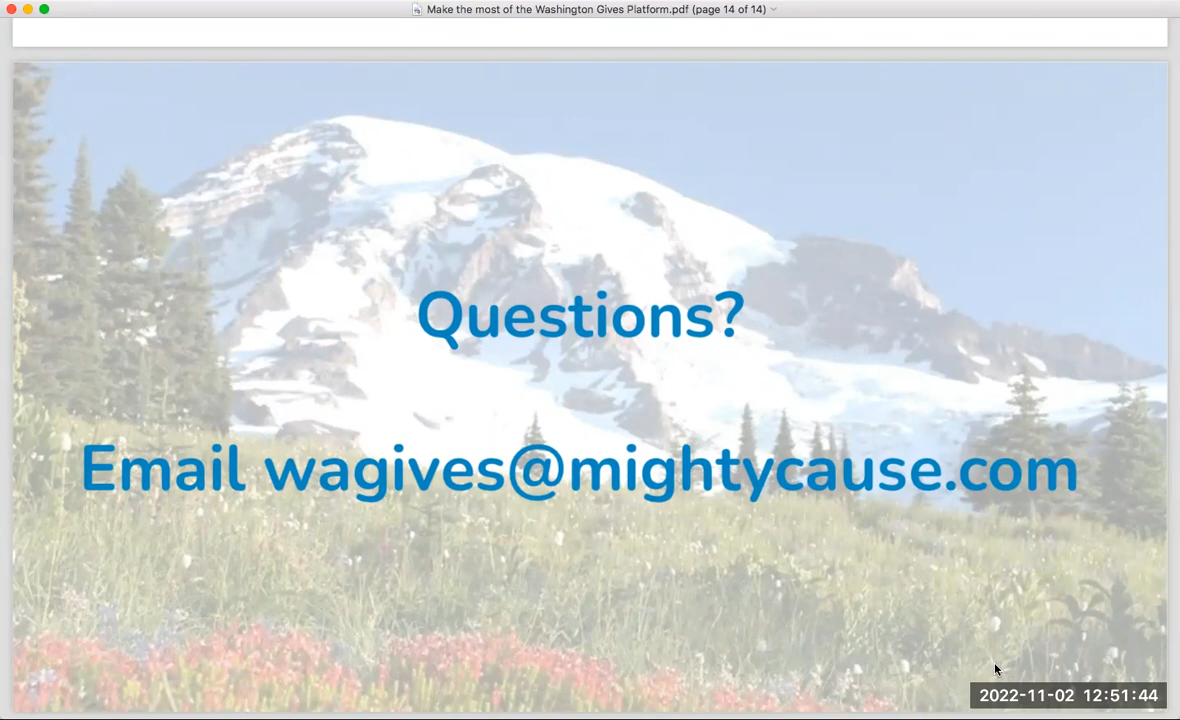 Make the most of the Washington Gives Platform.pdf (page 14 of 14)
Questions?
Email wagives@mightycause.com
2022-11-02 12:51:44